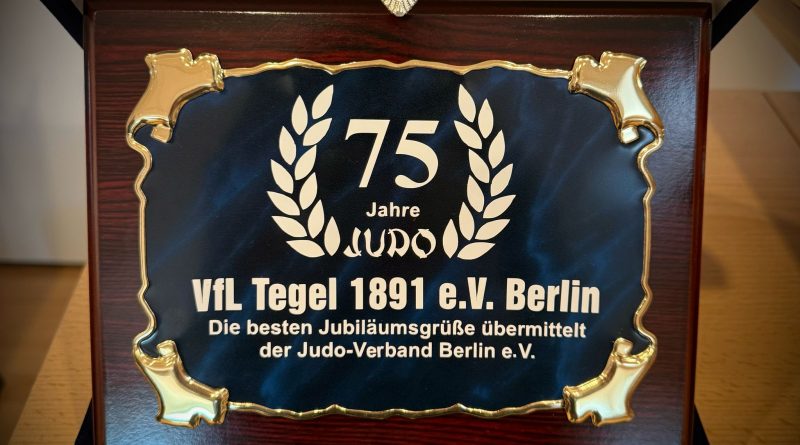 75
Jahre
JUDO
VfL Tegel 1891 e.V. Berlin
Die besten Jubiläumsgrüße übermittelt
der Judo-Verband Berlin e.V.